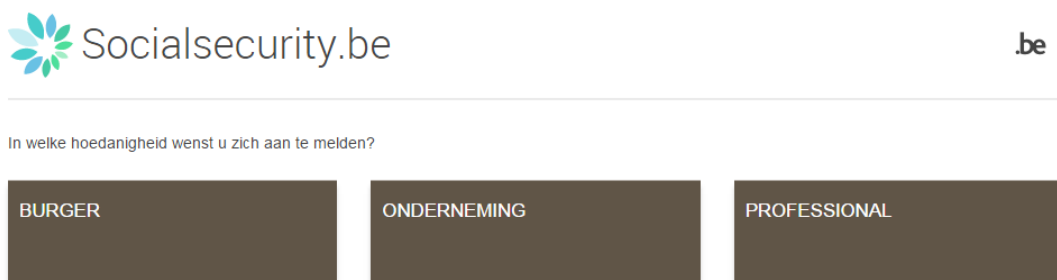 Socialsecurity.be
.be
In welke hoedanigheid wenst u zich aan te melden?
BURGER
ONDERNEMING
PROFESSIONAL